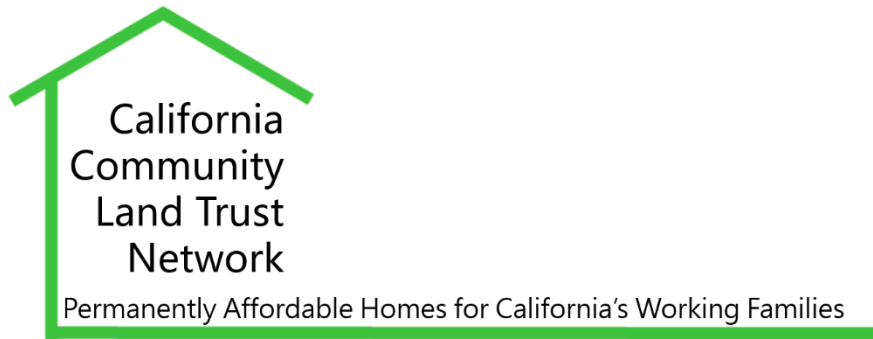 California
Community
Land Trust
Network
Permanently Affordable Homes for California’s Working Families